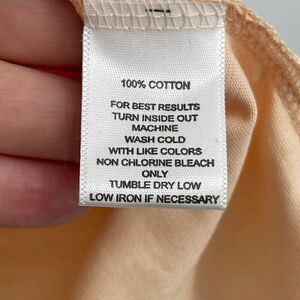 100% COTTON
FOR BEST RESULTS
TURN INSIDE OUT
MACHINE
WASH COLD
WITH LIKE COLORS
NON CHLORINE BLEACH
ONLY
TUMBLE DRY LOW
LOW IRON IF NECESSARY